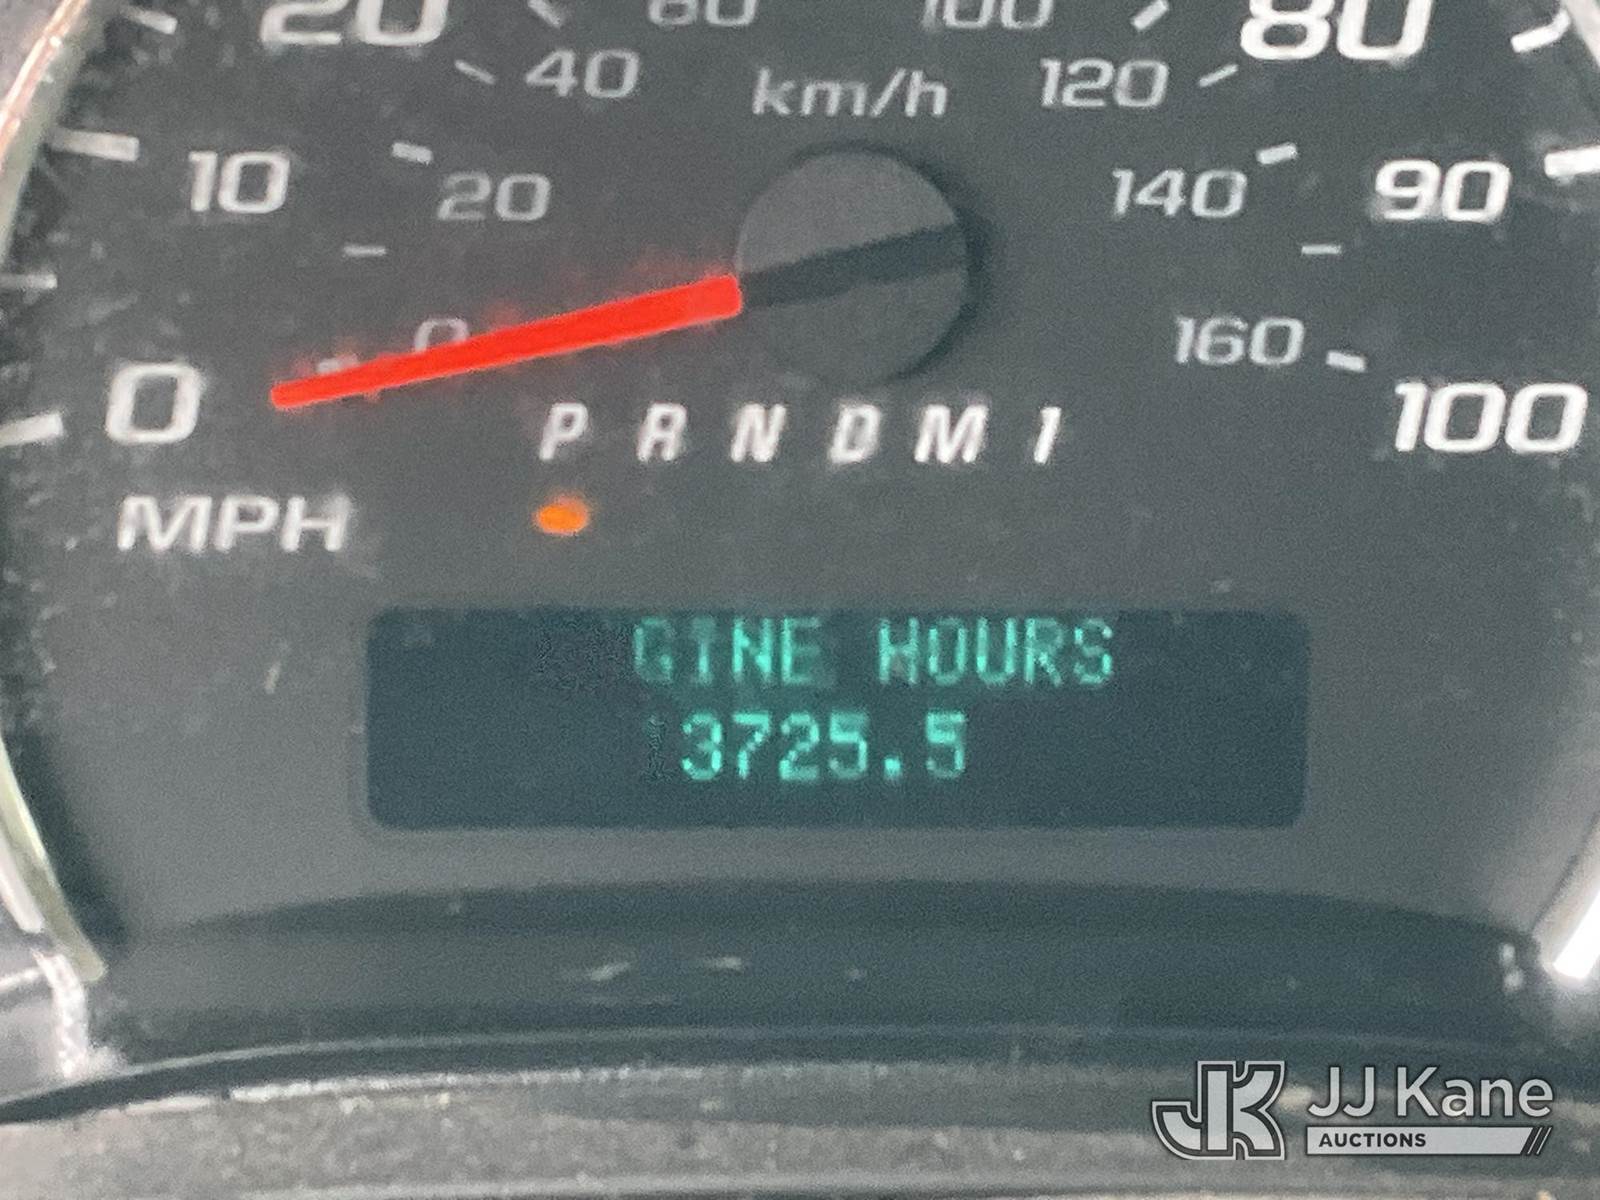 20 60 100 80
40 km/h 120
10 20 140 90
0 160
0 100
P R N D M 1
MPH
GINE HOURS
3725.5
JJ Kane
AUCTIONS